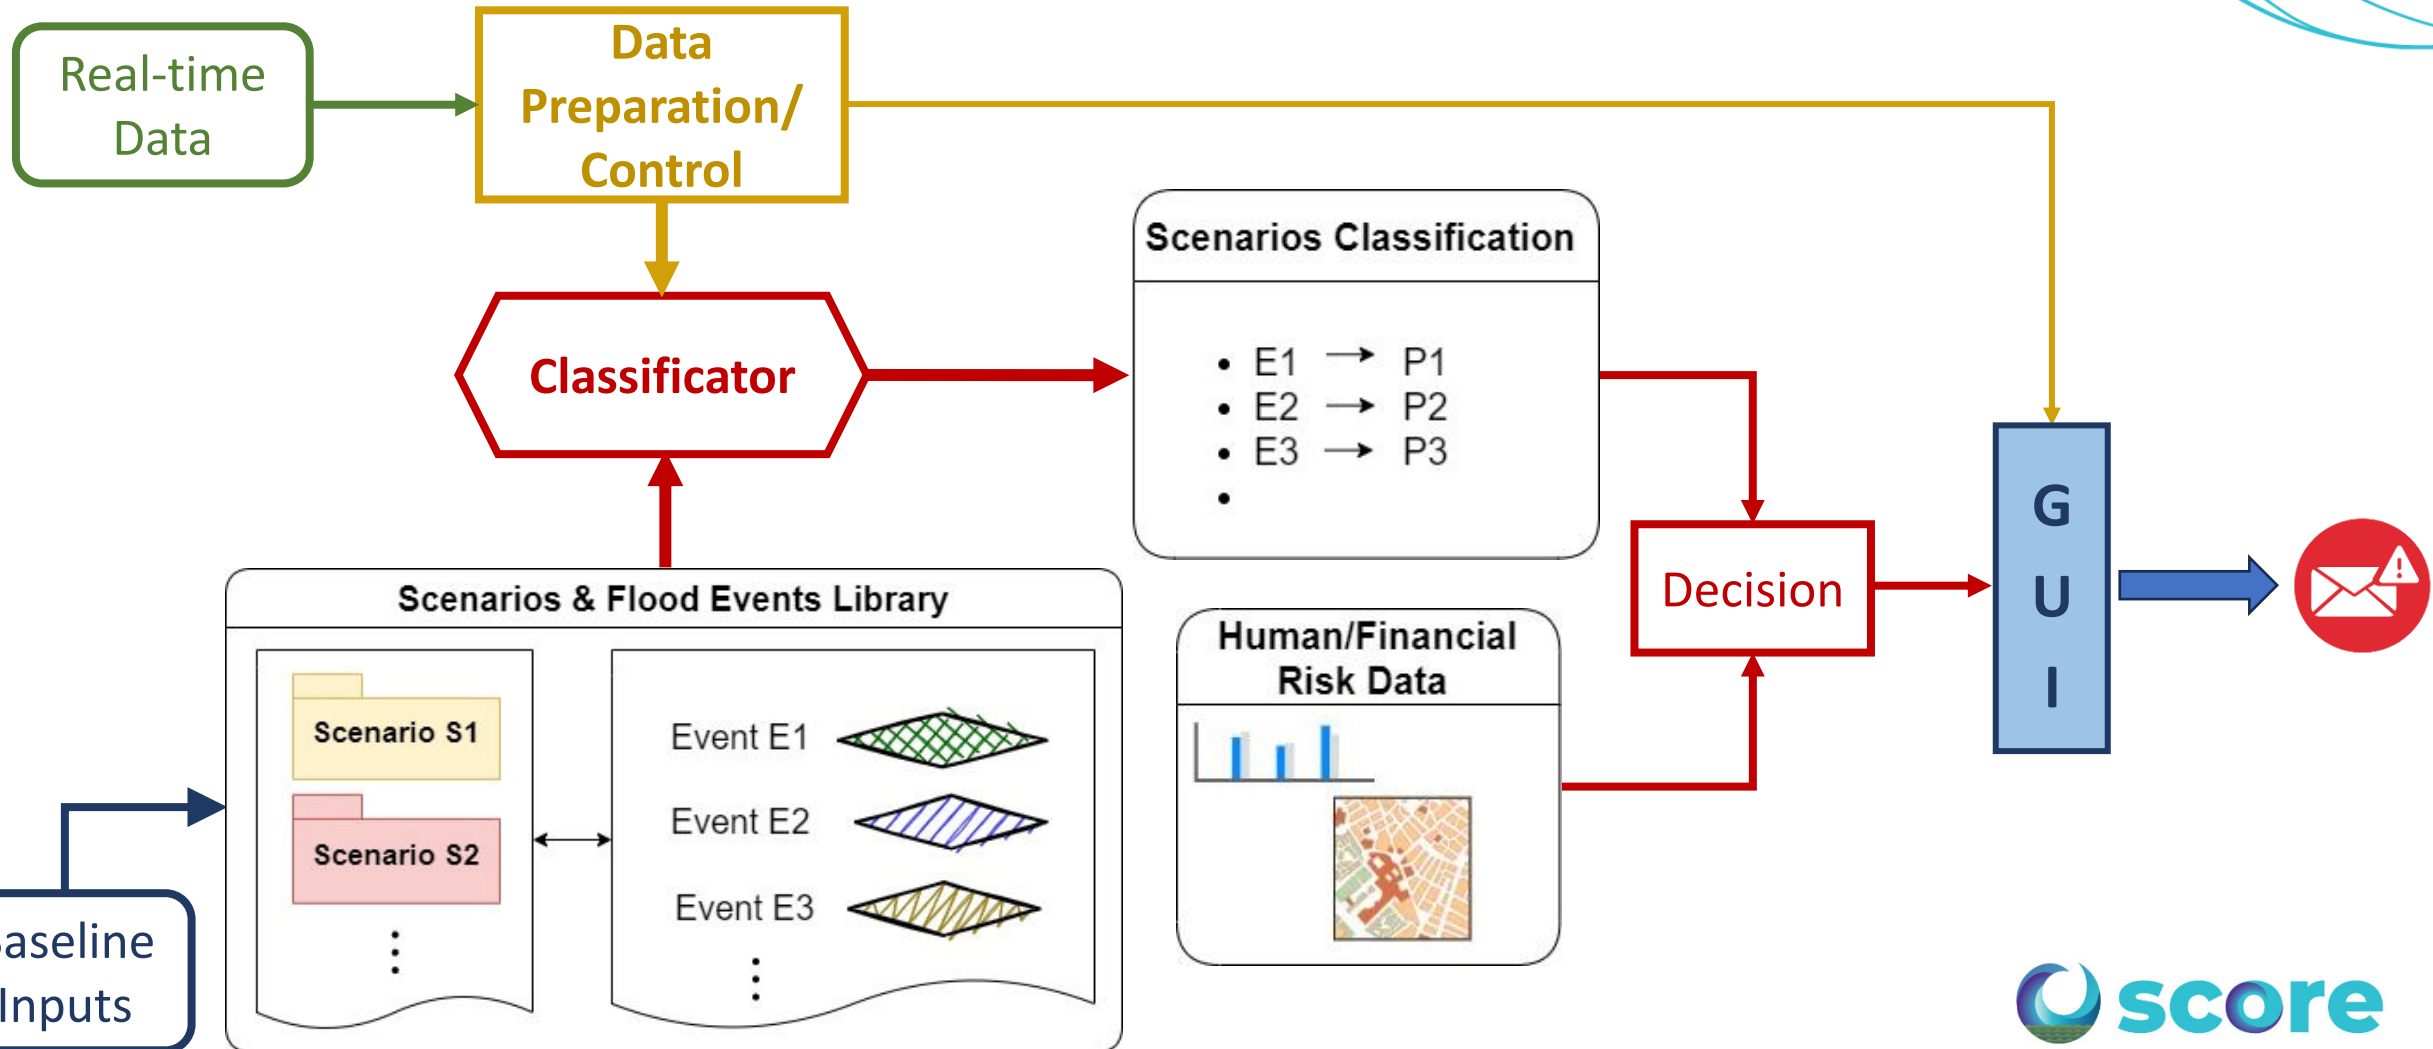 Real-time
Data
Data
Preparation/
Control
Scenarios Classification
Classificator
E1 → P1
E2 → P2
E3 → P3
G
U
I
Decision
Scenarios & Flood Events Library
Human/Financial
Risk Data
Scenario S1
Event E1
Event E2
Scenario S2
Event E3
aseline
Inputs
score